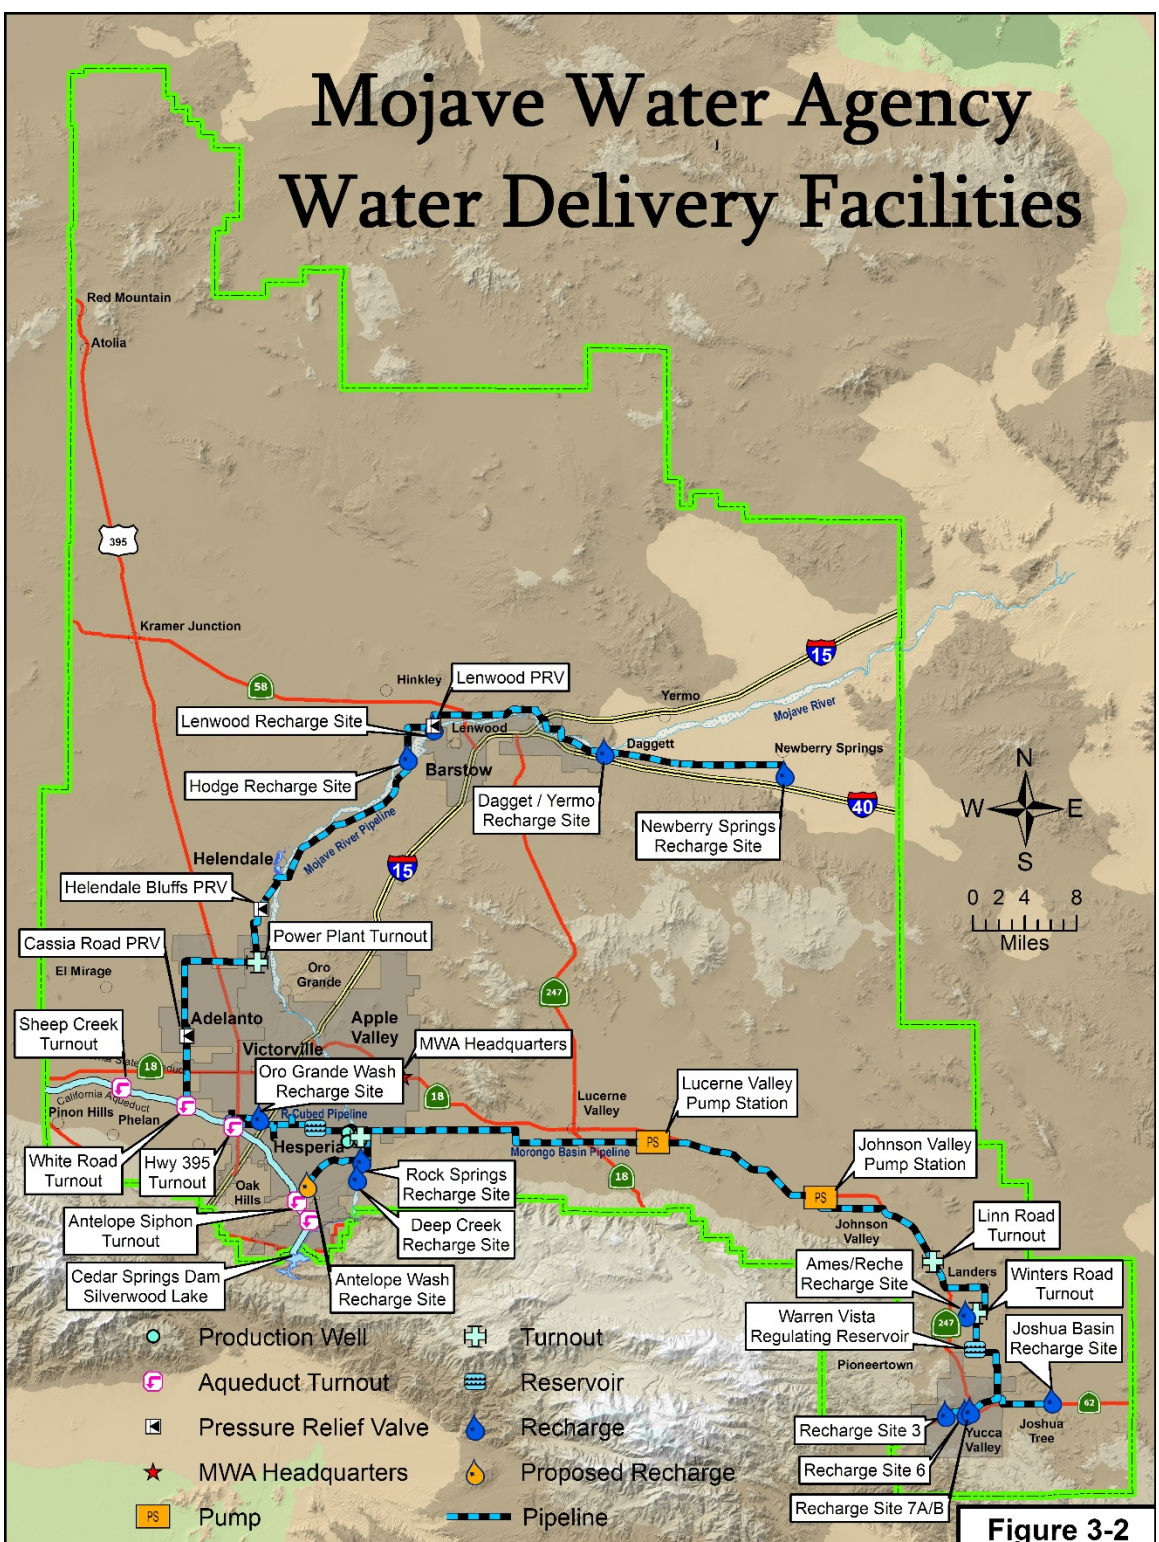 Mojave Water Agency
Water Delivery Facilities
Red Mountain
Atolia
395
Kramer Junction
58
Hinkley
Lenwood PRV
Lenwood Recharge Site
Lenwood
Hodge Recharge Site
Barstow
Yermo
15
Mojave River
Daggett
Newberry Springs
Dagget / Yermo
Recharge Site
Newberry Springs
Recharge Site
40
N
W
E
S
0 2 4 8
Miles
Mojave River Pipeline
15
Helendale
Helendale Bluffs PRV
Power Plant Turnout
Cassia Road PRV
El Mirage
Oro
Grande
247
Adelanto
Apple
Valley
Sheep Creek
Turnout
Victorville
MWA Headquarters
18
Oro Grande Wash
Recharge Site
18
California Aqueduct
Pinon Hills
Phelan
R-Cubed Pipeline
Lucerne
Valley
Lucerne Valley
Pump Station
Hesperia
Morongo Basin Pipeline
PS
White Road
Turnout
Hwy 395
Turnout
Oak
Hills
Rock Springs
Recharge Site
18
Johnson Valley
Pump Station
PS
Johnson
Valley
Antelope Siphon
Turnout
Deep Creek
Recharge Site
Linn Road
Turnout
Cedar Springs Dam
Silverwood Lake
Antelope Wash
Recharge Site
Ames/Reche
Recharge Site
Landers
Winters Road
Turnout
Warren Vista
Regulating Reservoir
247
Joshua Basin
Recharge Site
Pioneertown
62
Recharge Site 3
Yucca
Valley
Joshua
Tree
Recharge Site 6
Recharge Site 7A/B
Production Well
Turnout
Aqueduct Turnout
Reservoir
Pressure Relief Valve
Recharge
MWA Headquarters
Proposed Recharge
PS
Pump
Pipeline
Figure 3-2